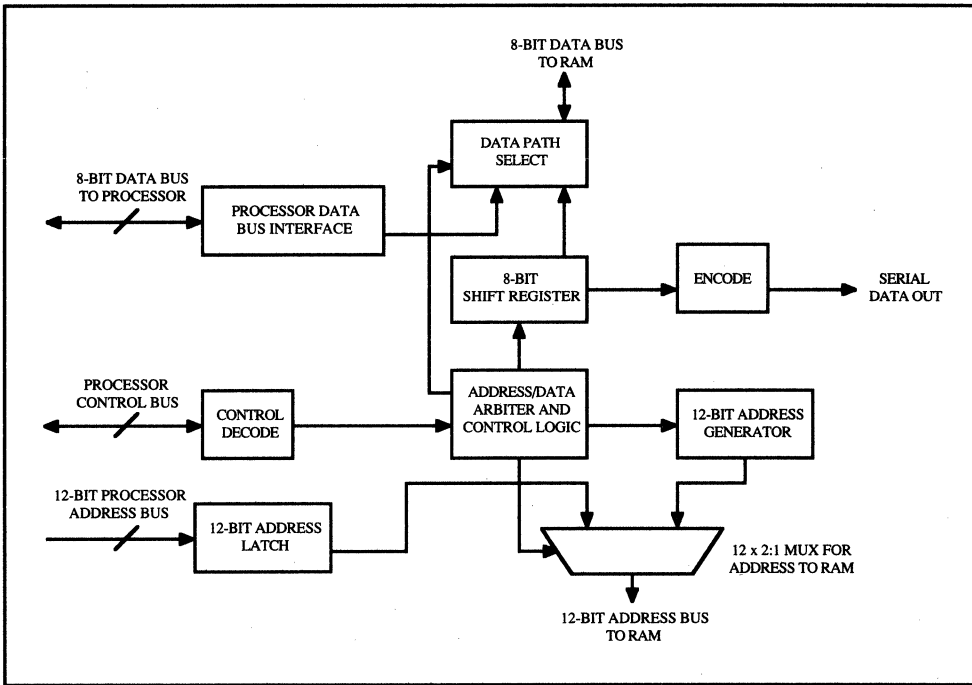 8-BIT DATA BUS
TO RAM
DATA PATH
SELECT
8-BIT DATA BUS
TO PROCESSOR
PROCESSOR DATA
BUS INTERFACE
8-BIT
SHIFT REGISTER
ENCODE
SERIAL
DATA OUT
PROCESSOR
CONTROL BUS
CONTROL
DECODE
ADDRESS/DATA
ARBITER AND
CONTROL LOGIC
12-BIT ADDRESS
GENERATOR
12-BIT PROCESSOR
ADDRESS BUS
12-BIT ADDRESS
LATCH
12 x 2:1 MUX FOR
ADDRESS TO RAM
12-BIT ADDRESS BUS
TO RAM